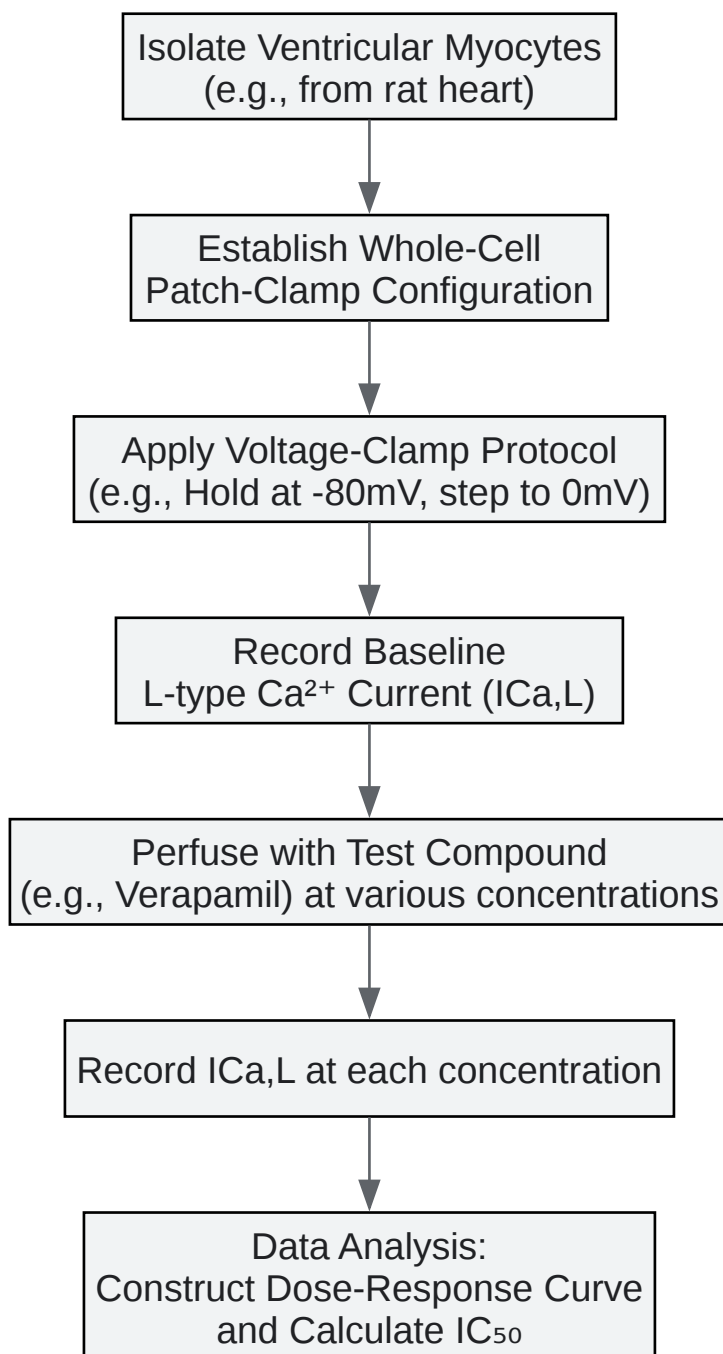 Isolate Ventricular Myocytes
(e.g., from rat heart)
Establish Whole-Cell
Patch-Clamp Configuration
Apply Voltage-Clamp Protocol
(e.g., Hold at -80mV, step to 0mV)
Record Baseline
L-type Ca²⁺ Current (ICa,L)
Perfuse with Test Compound
(e.g., Verapamil) at various concentrations
Record ICa,L at each concentration
Data Analysis:
Construct Dose-Response Curve
and Calculate IC₅₀